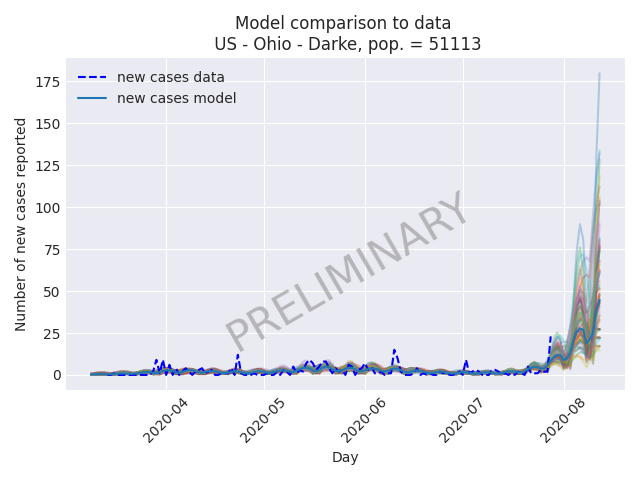 Model comparison to data
US - Ohio - Darke, pop. = 51113
new cases data
new cases model
PRELIMINARY
Number of new cases reported
175
150
125
100
75
50
25
0
2020-04
2020-05
2020-06
2020-07
2020-08
Day